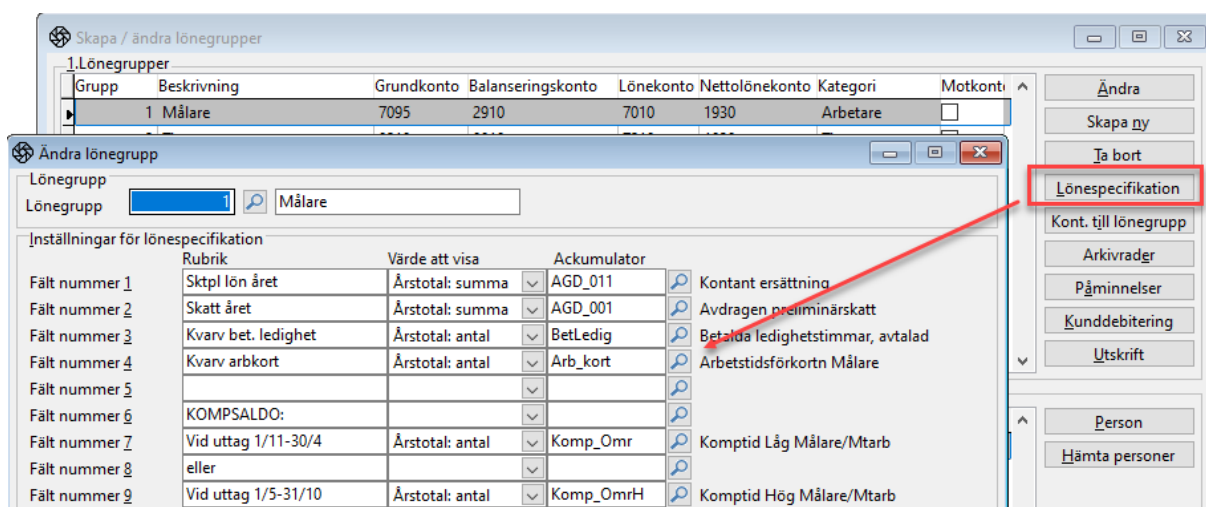 Skapa / ändra lönegrupper
1.Lönegrupper
Grupp Beskrivning Grundkonto Balanseringskonto Lönekonto Nettolönekonto Kategori Motkont
1 Målare 7095 2910 7010 1930 Arbetare
Ändra
Skapa ny
Ta bort
Lönespecifikation
Kont. till lönegrupp
Arkivrader
Påminnelser
Kunddebitering
Utskrift
Person
Hämta personer
Ändra lönegrupp
Lönegrupp
Lönegrupp 1 Målare
Inställningar för lönespecifikation
Rubrik Värde att visa Ackumulator
Fält nummer 1 Sktpl lön året Årstotal: summa AGD_011 Kontant ersättning
Fält nummer 2 Skatt året Årstotal: summa AGD_001 Avdragen preliminärskatt
Fält nummer 3 Kvarv bet. ledighet Årstotal: antal BetLedig Betalda ledighetstimmar, avtalad
Fält nummer 4 Kvarv arbkort Årstotal: antal Arb_kort Arbetstidsförkortn Målare
Fält nummer 5
Fält nummer 6 KOMPSALDO:
Fält nummer 7 Vid uttag 1/11-30/4 Årstotal: antal Komp_Omr Komptid Låg Målare/Mtarb
Fält nummer 8 eller
Fält nummer 9 Vid uttag 1/5-31/10 Årstotal: antal Komp_OmrH Komptid Hög Målare/Mtarb